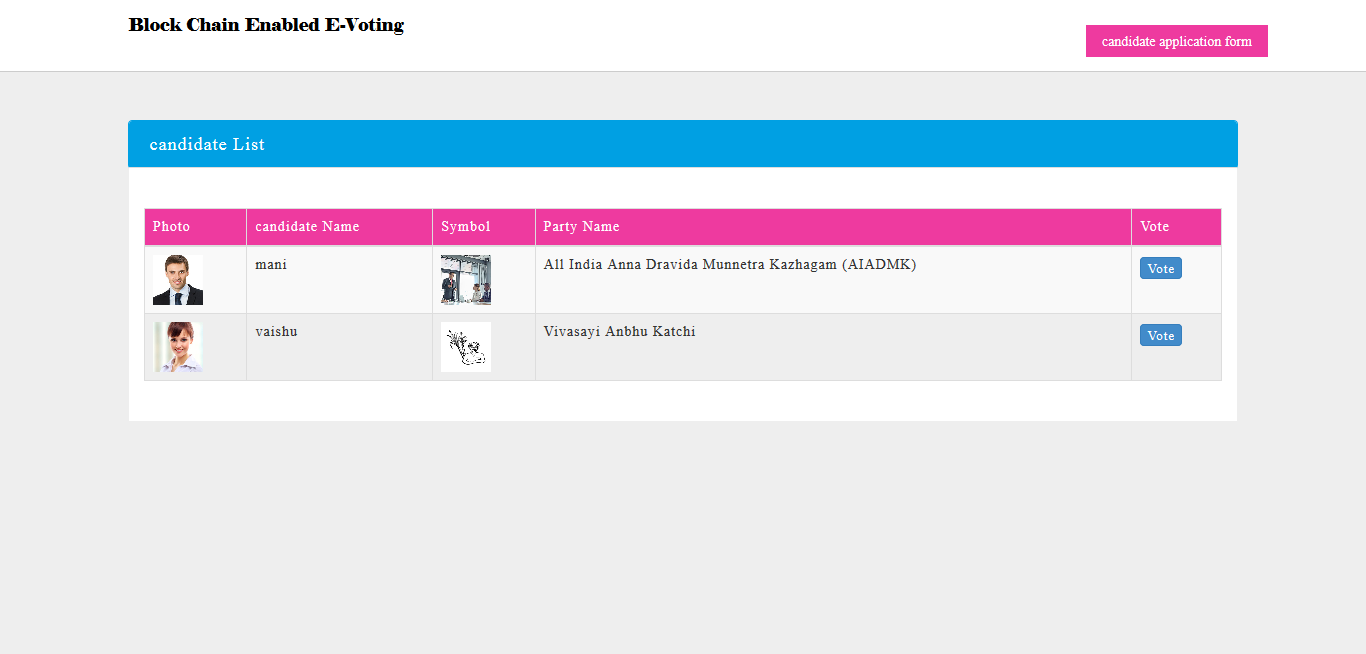 Block Chain Enabled E-Voting
candidate application form
candidate List
Photo candidate Name Symbol Party Name Vote
mani All India Anna Dravida Munnetra Kazhagam (AIADMK) Vote
vaishu Vivasayi Anbhu Katchi Vote